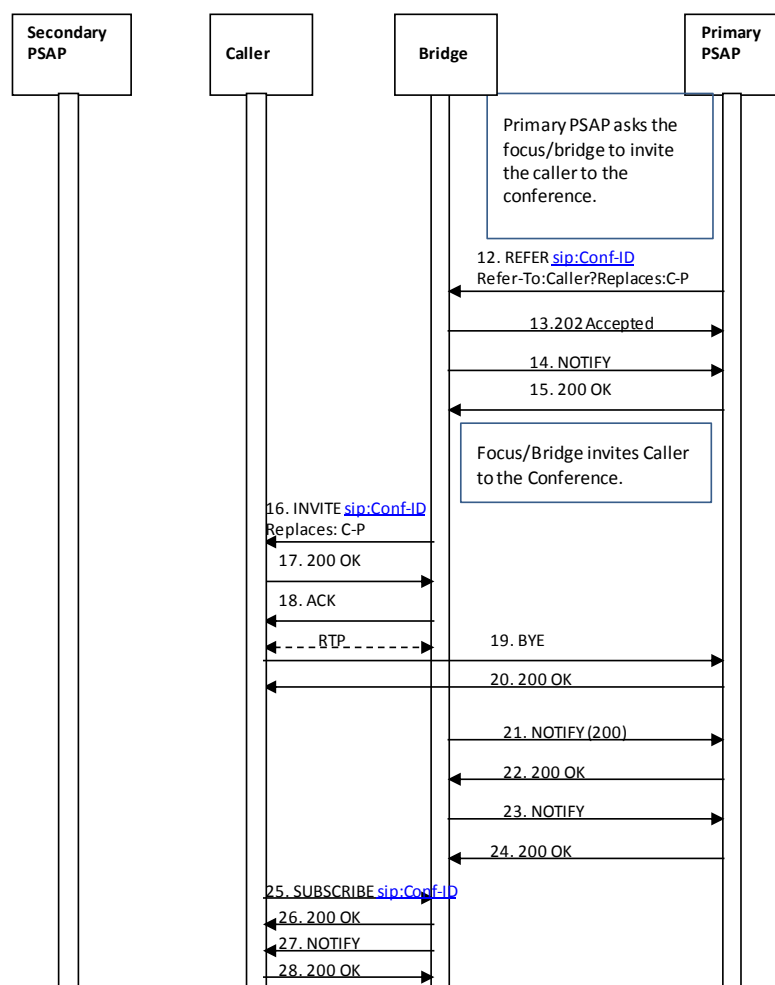 Secondary
PSAP
Caller
Bridge
Primary
PSAP
Primary PSAP asks the
focus/bridge to invite
the caller to the
conference.
12. REFER sip:Conf-ID
Refer-To:Caller?Replaces:C-P
13.202 Accepted
14. NOTIFY
15. 200 OK
Focus/Bridge invites Caller
to the Conference.
16. INVITE sip:Conf-ID
Replaces: C-P
17. 200 OK
18. ACK
RTP
19. BYE
20. 200 OK
21. NOTIFY (200)
22. 200 OK
23. NOTIFY
24. 200 OK
25. SUBSCRIBE sip:Conf-ID
26. 200 OK
27. NOTIFY
28. 200 OK